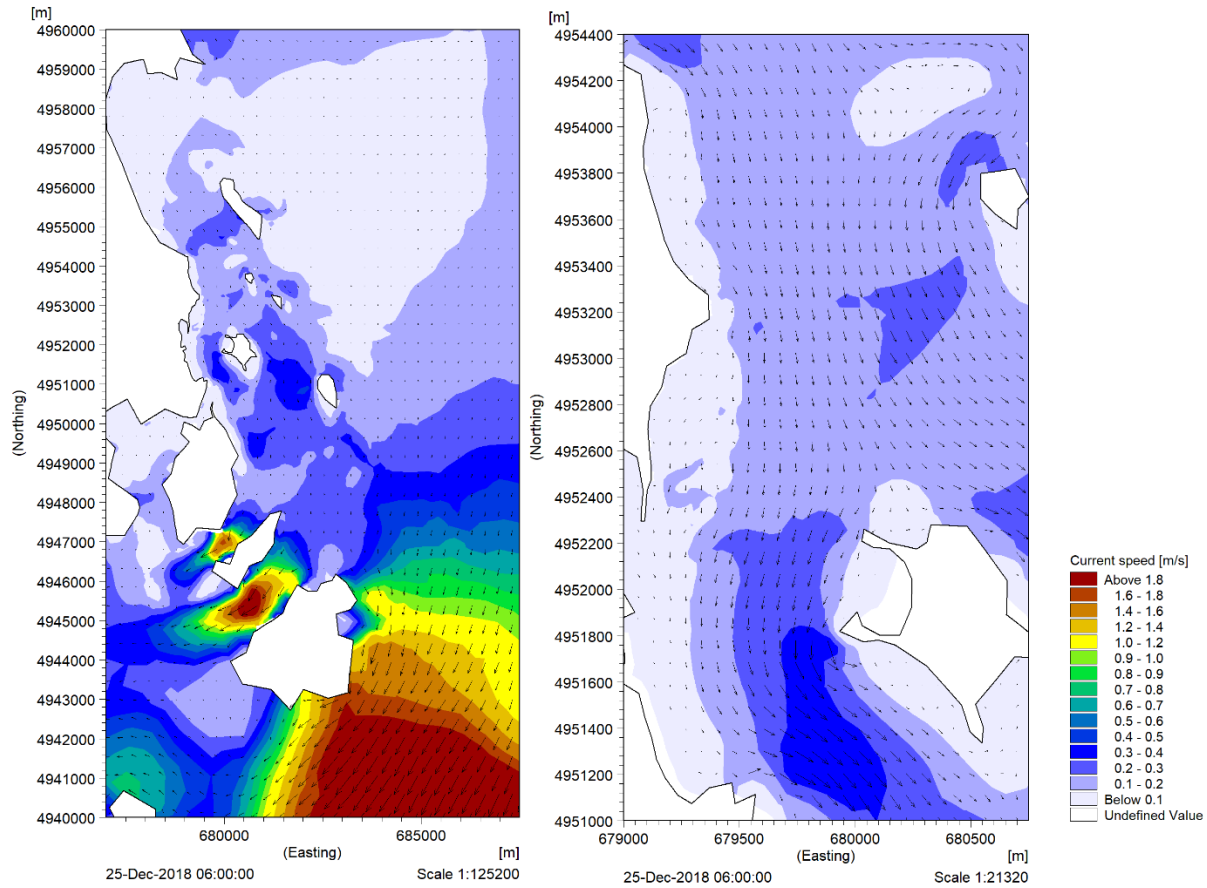 [m]
4960000
4959000
4958000
4957000
4956000
4955000
4954000
4953000
4952000
4951000
4950000
4949000
4948000
4947000
4946000
4945000
4944000
4943000
4942000
4941000
4940000
(Northing)
680000
685000
(Easting)
[m]
25-Dec-2018 06:00:00
Scale 1:125200
[m]
4954400
4954200
4954000
4953800
4953600
4953400
4953200
4953000
4952800
4952600
4952400
4952200
4952000
4951800
4951600
4951400
4951200
4951000
(Northing)
679000
679500
680000
680500
(Easting)
[m]
25-Dec-2018 06:00:00
Scale 1:21320
Current speed [m/s]
Above 1.8
1.6 - 1.8
1.4 - 1.6
1.2 - 1.4
1.0 - 1.2
0.9 - 1.0
0.8 - 0.9
0.7 - 0.8
0.6 - 0.7
0.5 - 0.6
0.4 - 0.5
0.3 - 0.4
0.2 - 0.3
0.1 - 0.2
Below 0.1
Undefined Value